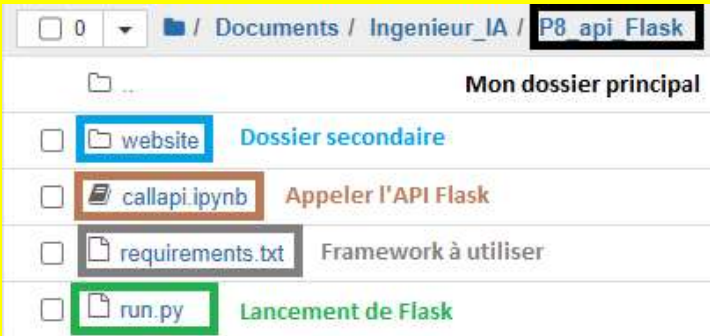 0 / Documents / Ingenieur_IA / P8_api_Flask
.. Mon dossier principal
website Dossier secondaire
callapi.ipynb Appeler l'API Flask
requirements.txt Framework à utiliser
run.py Lancement de Flask